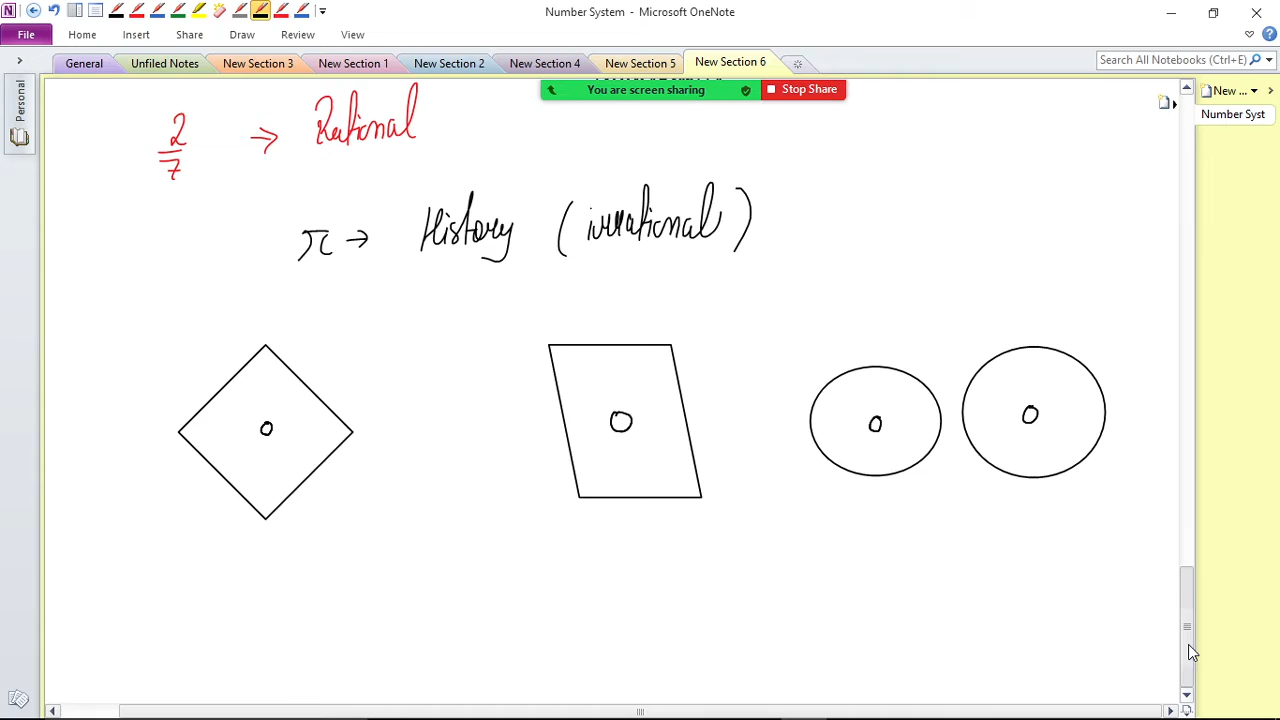 Number System - Microsoft OneNote
File Home Insert Share Draw Review View
General Unfiled Notes New Section 3 New Section 1 New Section 2 New Section 4 New Section 5 New Section 6
Search All Notebooks (Ctrl+E)
You are screen sharing Stop Share
New ...
Personal
Number Syst
2/7 → Rational
π → History (irrational)